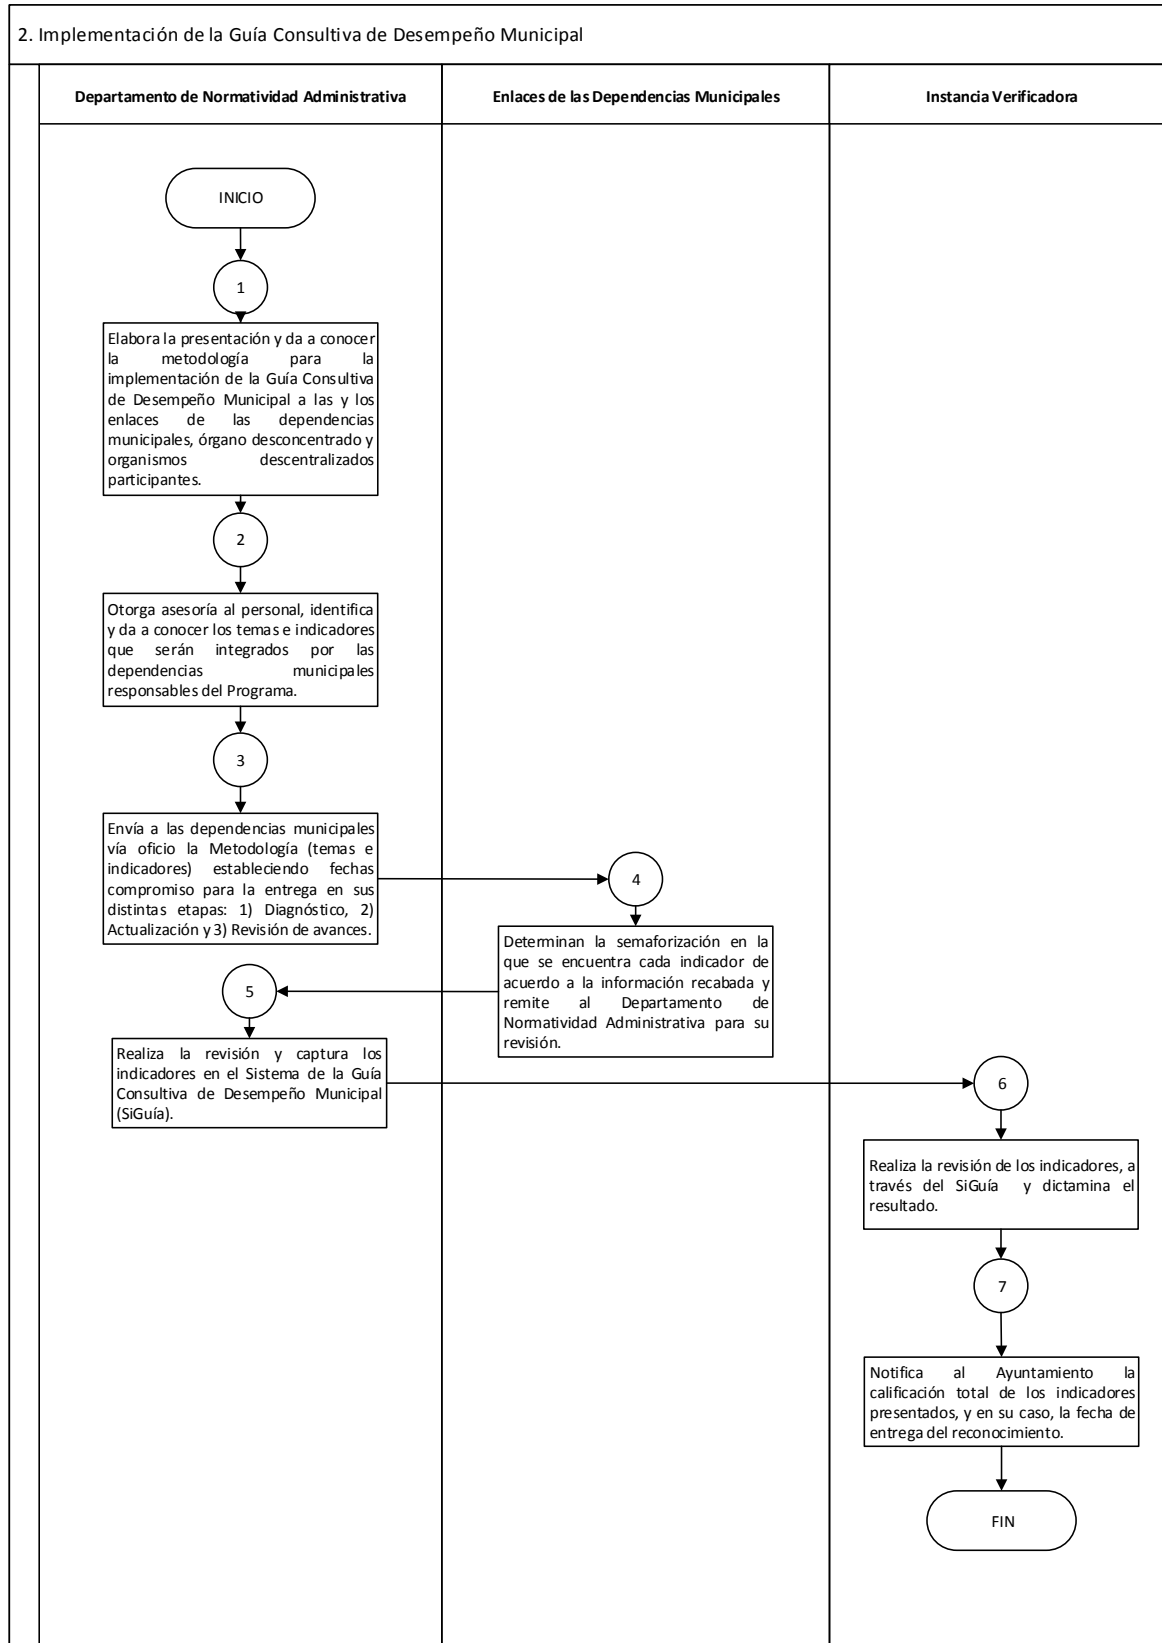 2. Implementación de la Guía Consultiva de Desempeño Municipal
Departamento de Normatividad Administrativa
Enlaces de las Dependencias Municipales
Instancia Verificadora
INICIO
1
Elabora la presentación y da a conocer
la metodología para la
implementación de la Guía Consultiva
de Desempeño Municipal a las y los
enlaces de las dependencias
municipales, órgano desconcentrado y
organismos descentralizados
participantes.
2
Otorga asesoría al personal, identifica
y da a conocer los temas e indicadores
que serán integrados por las
dependencias municipales
responsables del Programa.
3
Envía a las dependencias municipales
vía oficio la Metodología (temas e
indicadores) estableciendo fechas
compromiso para la entrega en sus
distintas etapas: 1) Diagnóstico, 2)
Actualización y 3) Revisión de avances.
4
Determinan la semaforización en la
que se encuentra cada indicador de
acuerdo a la información recabada y
remite al Departamento de
Normatividad Administrativa para su
revisión.
5
Realiza la revisión y captura los
indicadores en el Sistema de la Guía
Consultiva de Desempeño Municipal
(SiGuía).
6
Realiza la revisión de los indicadores, a
través del SiGuía y dictamina el
resultado.
7
Notifica al Ayuntamiento la
calificación total de los indicadores
presentados, y en su caso, la fecha de
entrega del reconocimiento.
FIN